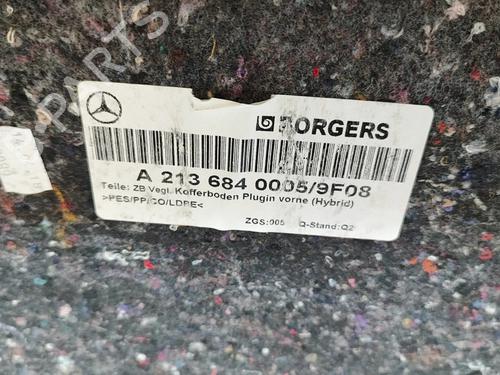 BORGERS
A 213 684 0005/9F08
Teile: ZB Vegl. Kofferboden Plugin vorne (Hybrid)
>PES/PP/CO/LDPE<
ZGS:005 Q-Stand:Q2
PARTS